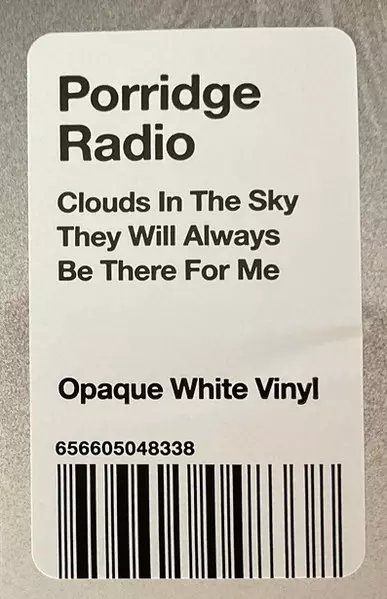 Porridge
Radio
Clouds In The Sky
They Will Always
Be There For Me
Opaque White Vinyl
656605048338